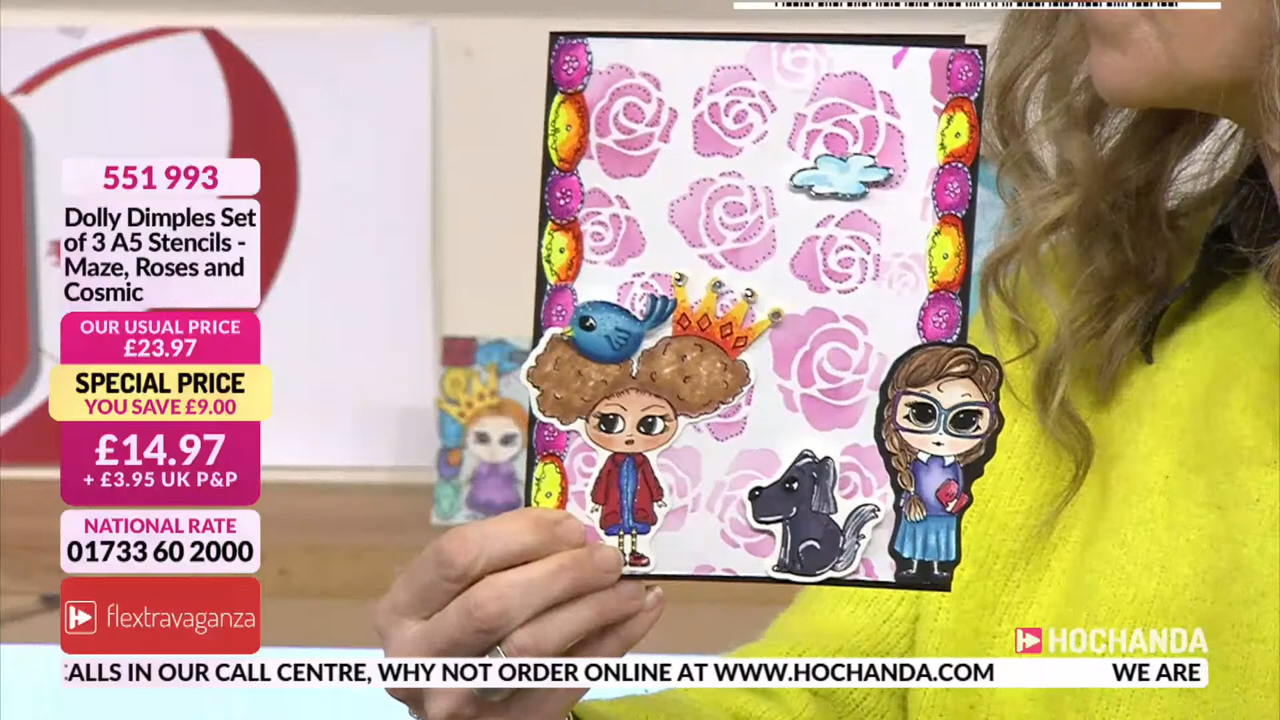 551 993
Dolly Dimples Set
of 3 A5 Stencils -
Maze, Roses and
Cosmic
OUR USUAL PRICE
£23.97
SPECIAL PRICE
YOU SAVE £9.00
£14.97
+ £3.95 UK P&P
NATIONAL RATE
01733 60 2000
flextravaganza
HOCHANDA
ALLS IN OUR CALL CENTRE, WHY NOT ORDER ONLINE AT WWW.HOCHANDA.COM WE ARE